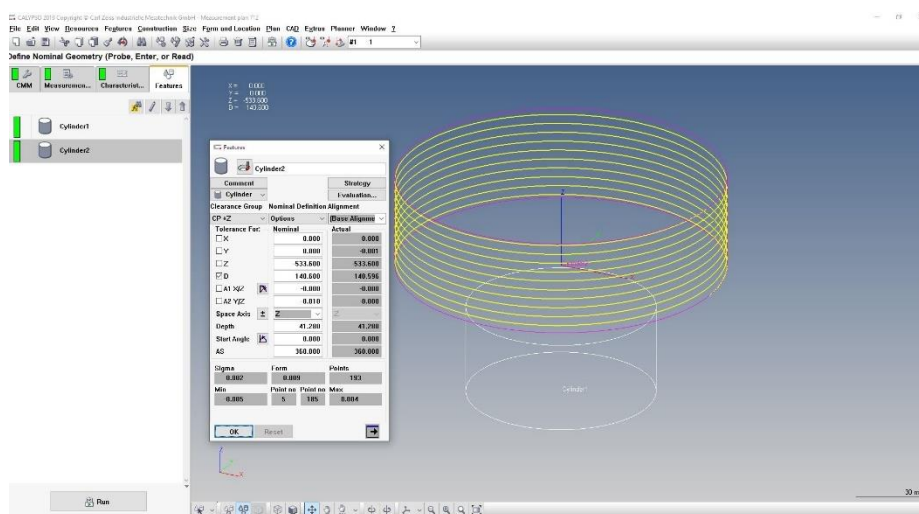 CALYPSO 2019 Copyright © Carl Zeiss Industrielle Messtechnik GmbH - Measurement plan 112
File Edit View Resources Features Construction Size Form and Location Plan CAD Extras Planner Window ?
#1 1
Define Nominal Geometry (Probe, Enter, or Read)
CMM Measuremen... Characterist... Features
Cylinder1
Cylinder2
Run
X = 0.000
Y = 0.000
Z = -533.600
Features
Cylinder2
Comment Strategy
Cylinder Evaluation...
Clearance Group Nominal Definition Alignment
CP +Z Options (Base Alignme
Tolerance For: Nominal Actual
X 0.000 0.000
Y 0.000 -0.001
Z 533.600 533.600
D 140.600 140.596
A1 X/Z -0.000 -0.000
A2 Y/Z 0.010 -0.000
Space Axis ± Z Z
Depth 41.200 41.200
Start Angle 0.000 0.000
AS 360.000 360.000
Sigma Form Points
0.002 0.009 193
Min Point no Point no Max
0.005 5 185 0.004
OK Reset
Cylinder1
30 m